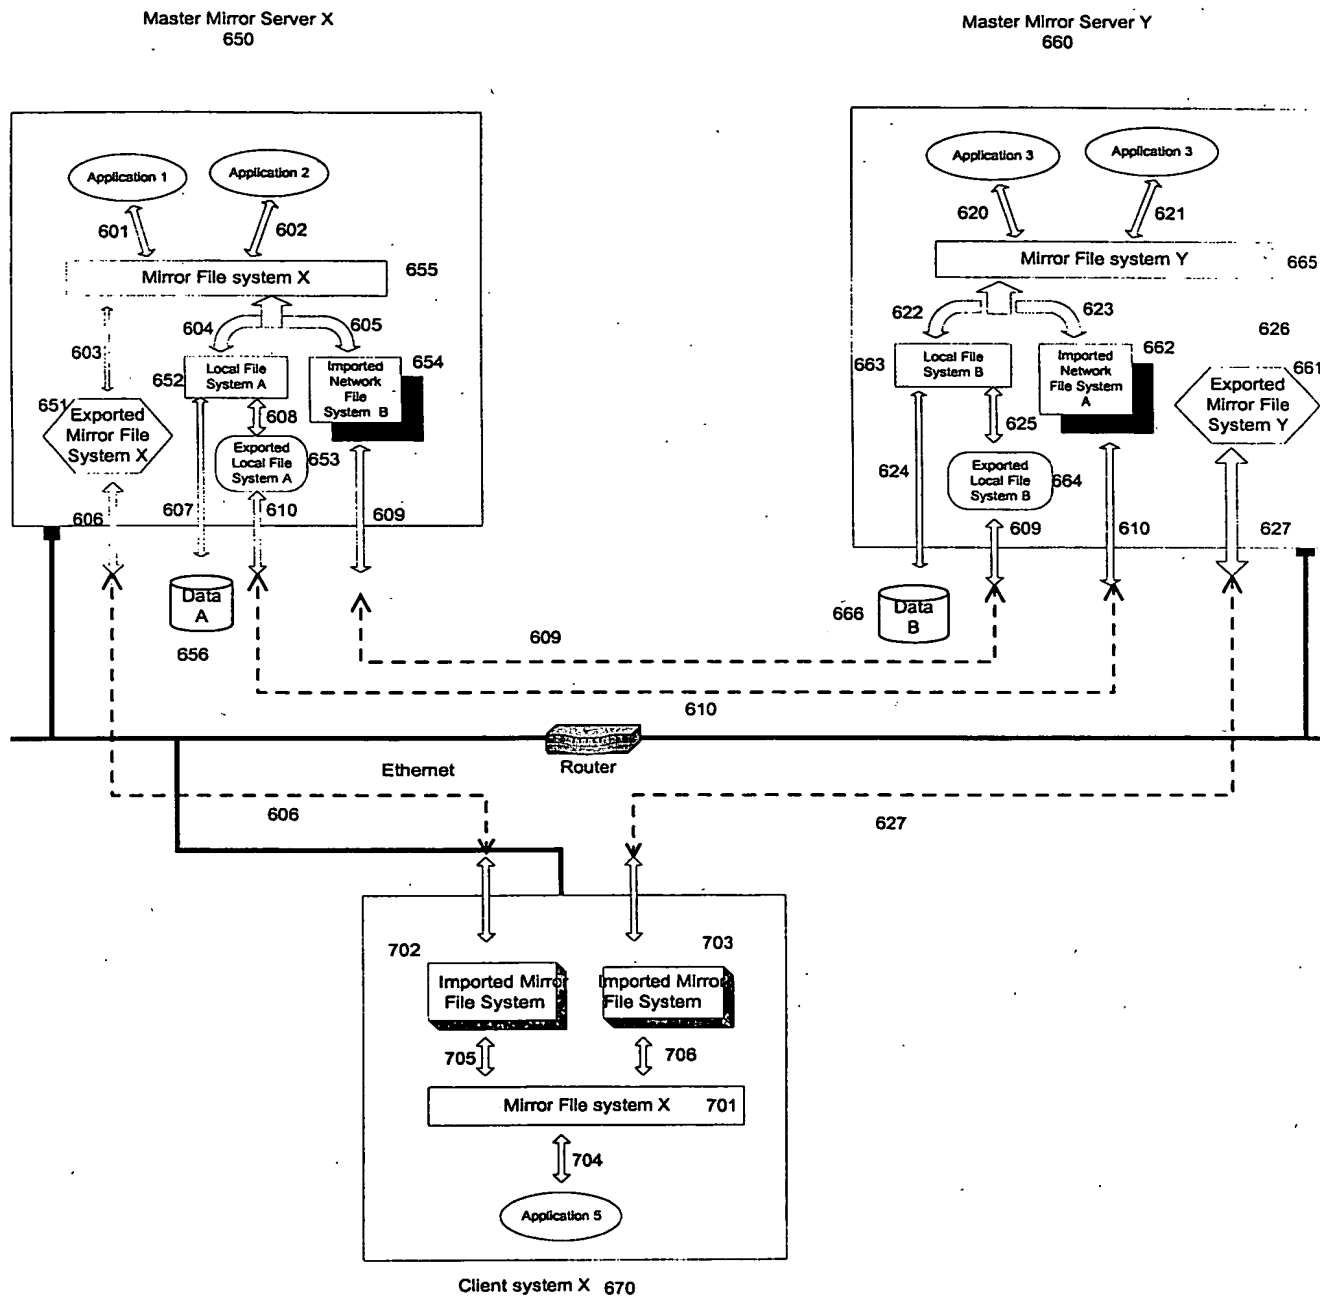 Master Mirror Server X
650
Master Mirror Server Y
660
Application 1
Application 2
601
602
Mirror File system X
655
604
605
603
652
Local File
System A
Imported
Network
File
System B
654
651
Exported
Mirror File
System X
608
Exported
Local File
System A
653
606
607
610
609
Data
A
656
Application 3
Application 3
620
621
Mirror File system Y
665
622
623
626
663
Local File
System B
Imported
Network
File System
A
662
661
Exported
Mirror File
System Y
625
624
Exported
Local File
System B
664
609
610
627
666
Data
B
609
610
Ethernet
Router
606
627
702
703
Imported Mirror
File System
Imported Mirror
File System
705
706
Mirror File system X
701
704
Application 5
Client system X
670